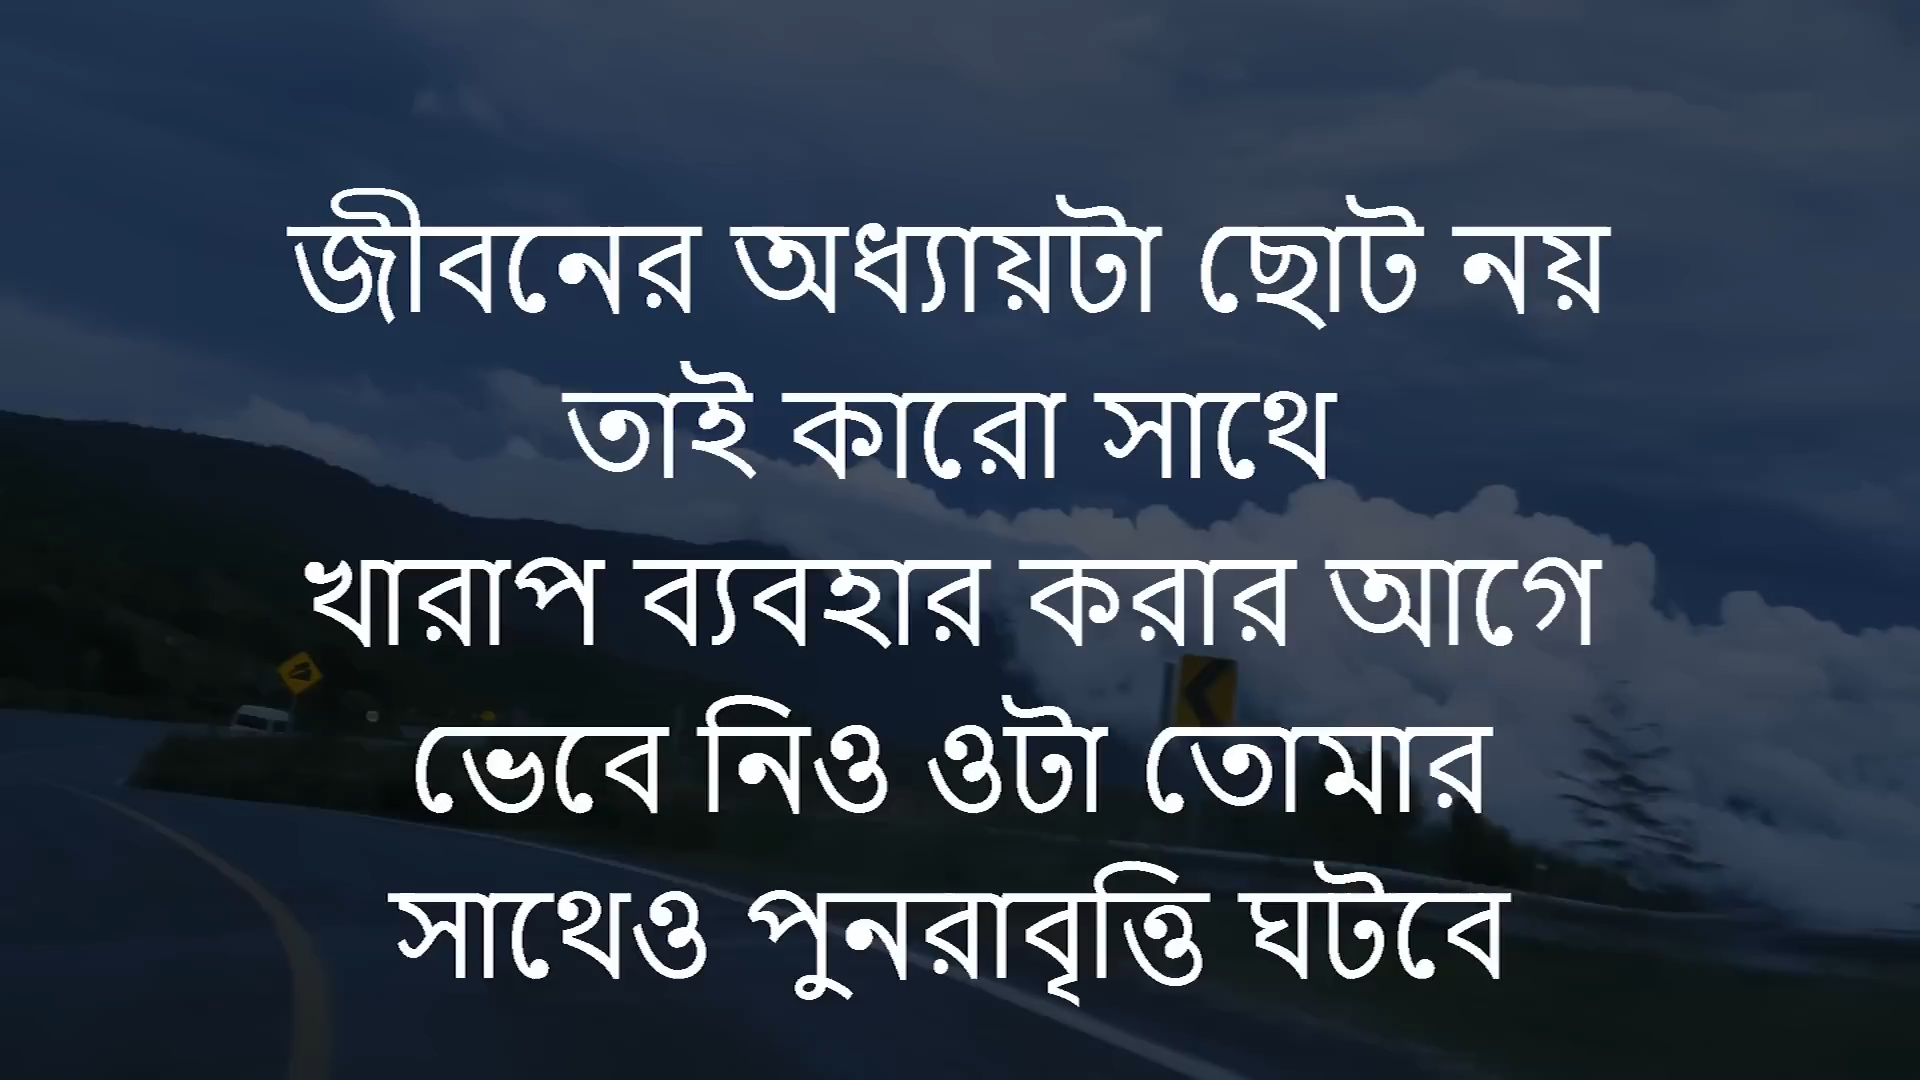 জীবনের অধ্যায়টা ছোট নয়
তাই কারো সাথে
খারাপ ব্যবহার করার আগে
ভেবে নিও ওটা তোমার
সাথেও পুনরাবৃত্তি ঘটবে